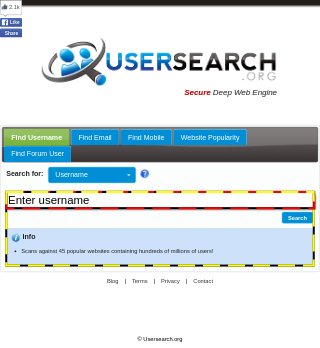 2.1k
Like
Share
USERSEARCH
.ORG
Secure Deep Web Engine
Find Username
Find Email
Find Mobile
Website Popularity
Find Forum User
Search for:
Username
?
Enter username
Search
Info
Scans against 45 popular websites containing hundreds of millions of users!
Blog | Terms | Privacy | Contact
© Usersearch.org